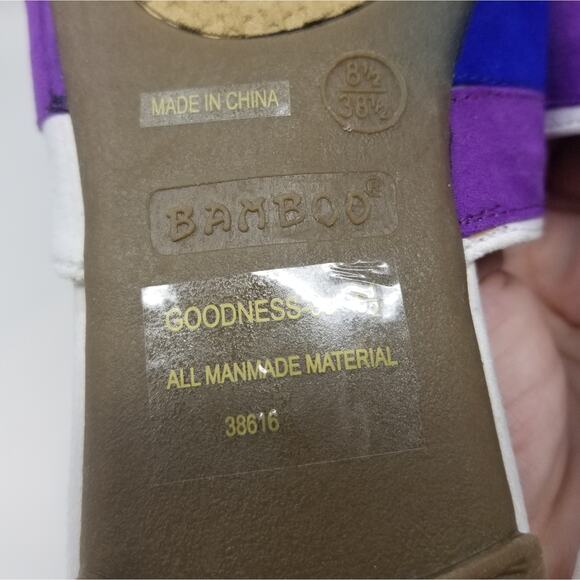 8½
38½
MADE IN CHINA
BAMBOO®
GOODNESS-
ALL MANMADE MATERIAL
38616